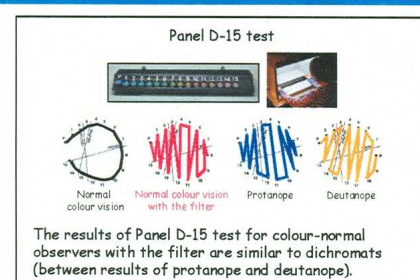 Panel D-15 test
Normal colour vision
Normal colour vision with the filter
Protanope
Deutanope
The results of Panel D-15 test for colour-normal
observers with the filter are similar to dichromats
(between results of protanope and deutanope).